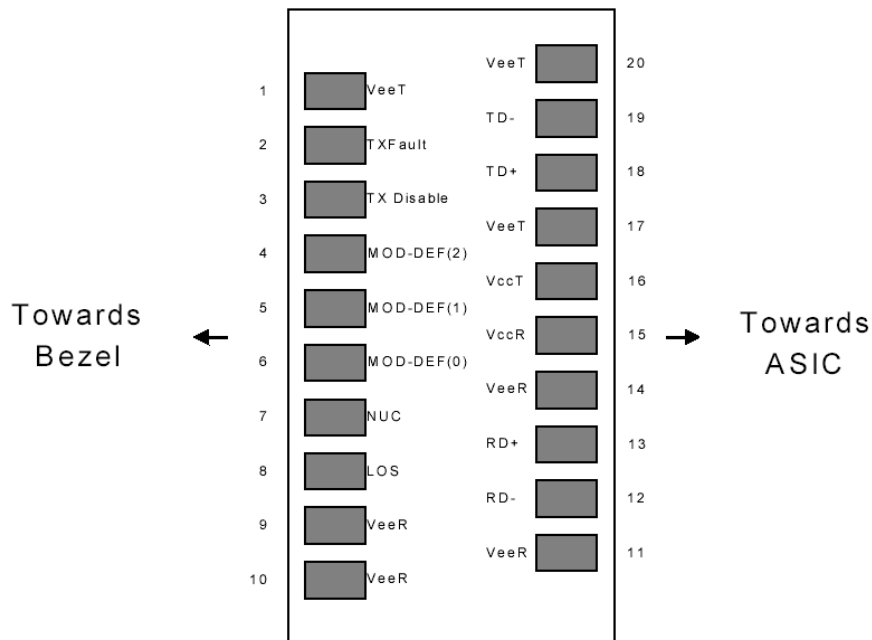 VeeT 20
1 VeeT
TD- 19
2 TXFault
TD+ 18
3 TX Disable
VeeT 17
4 MOD-DEF(2)
VccT 16
5 MOD-DEF(1)
Towards
Bezel
VccR 15
Towards
ASIC
6 MOD-DEF(0)
VeeR 14
7 NUC
RD+ 13
8 LOS
RD- 12
9 VeeR
VeeR 11
10 VeeR